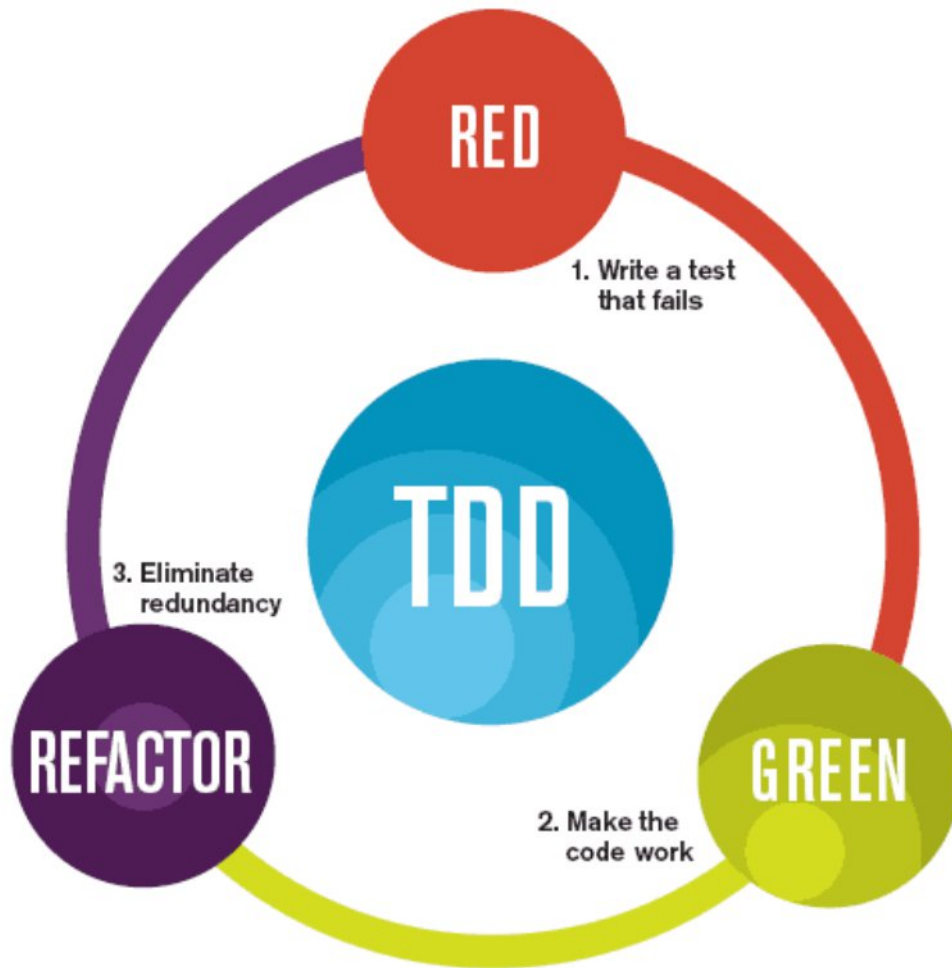 RED
1. Write a test
that fails
TDD
3. Eliminate
redundancy
REFACTOR
GREEN
2. Make the
code work